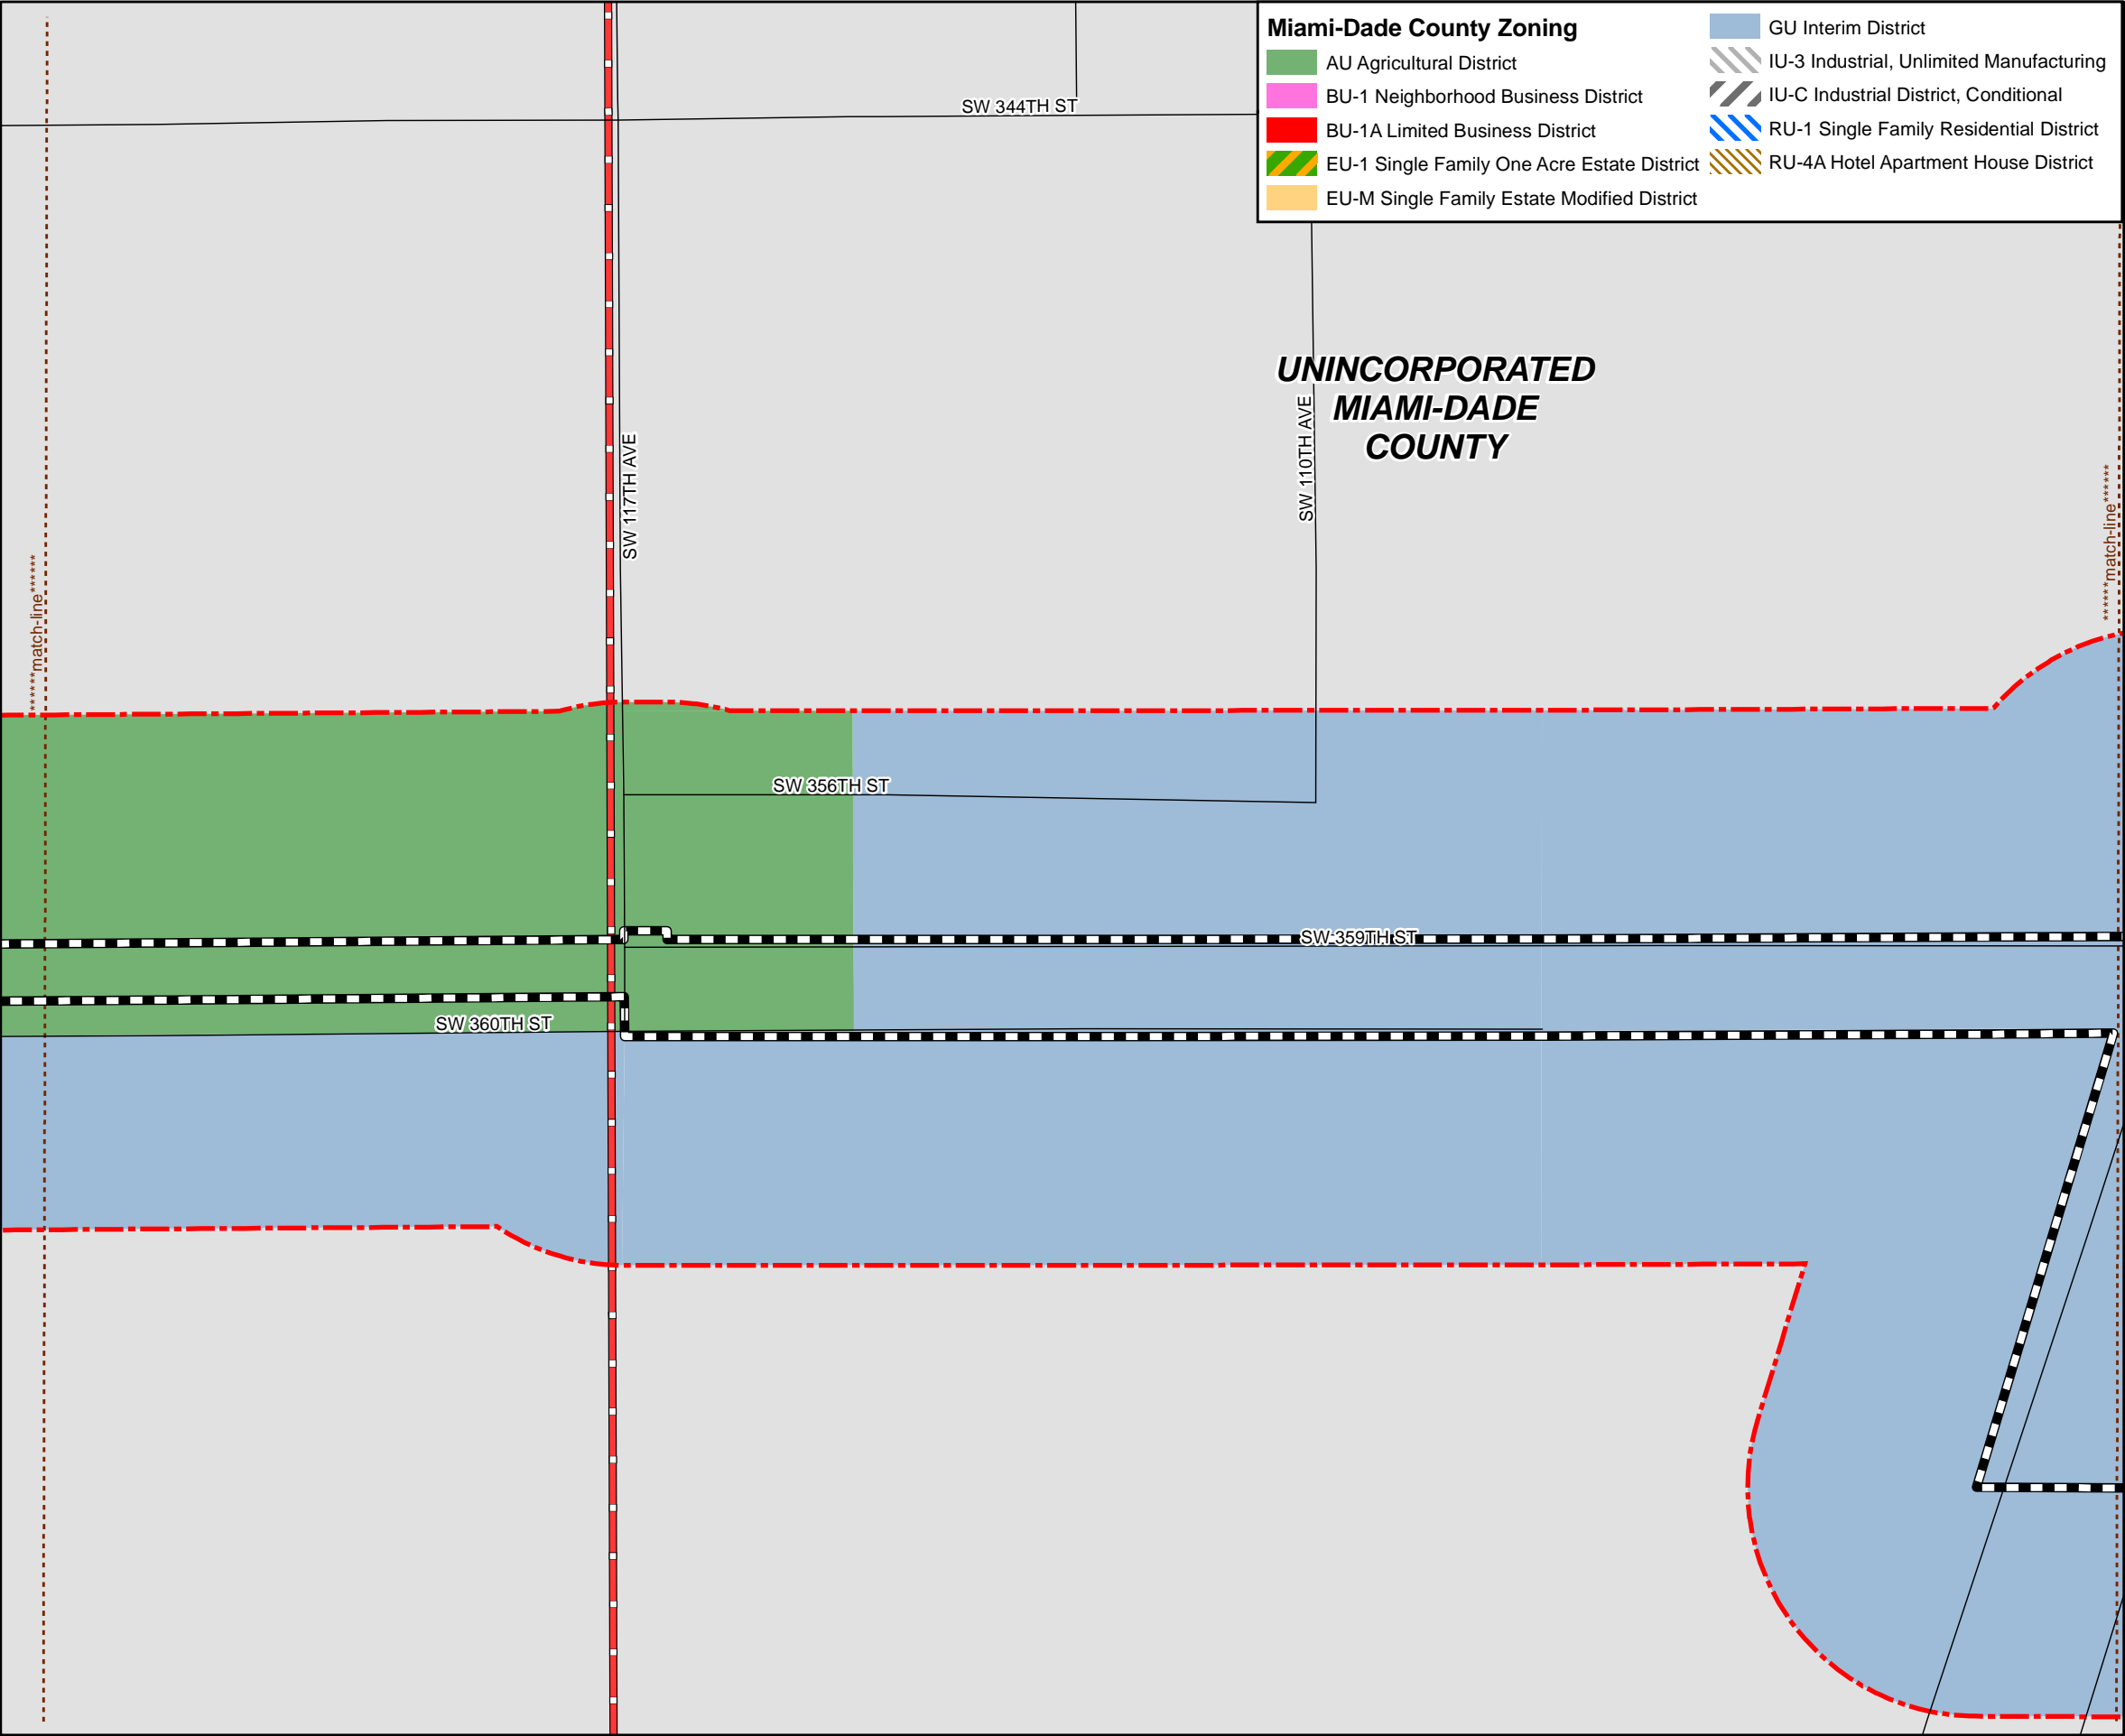 Miami-Dade County Zoning
AU Agricultural District
BU-1 Neighborhood Business District
BU-1A Limited Business District
EU-1 Single Family One Acre Estate District
EU-M Single Family Estate Modified District
GU Interim District
IU-3 Industrial, Unlimited Manufacturing
IU-C Industrial District, Conditional
RU-1 Single Family Residential District
RU-4A Hotel Apartment House District
SW 344TH ST
UNINCORPORATED
MIAMI-DADE
COUNTY
SW 110TH AVE
SW 117TH AVE
******match-line******
******match-line******
SW 356TH ST
SW 359TH ST
SW 360TH ST